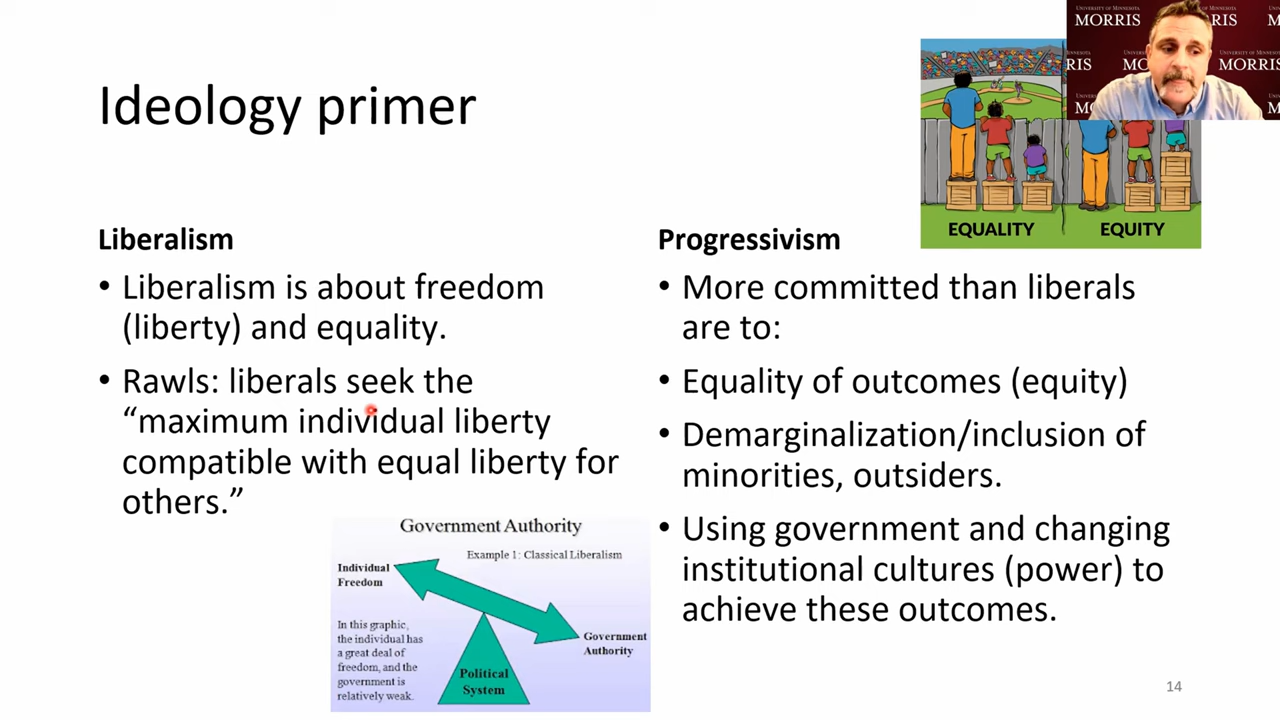 UNIVERSITY OF MINNESOTA
MORRIS
RIS
MORRIS
Ideology primer
EQUALITY
EQUITY
Liberalism
• Liberalism is about freedom
(liberty) and equality.
• Rawls: liberals seek the
“maximum individual liberty
compatible with equal liberty for
others.”
Government Authority
Example 1: Classical Liberalism
Individual
Freedom
In this graphic,
the individual has
a great deal of
freedom, and the
government is
relatively weak.
Government
Authority
Political
System
Progressivism
• More committed than liberals
are to:
• Equality of outcomes (equity)
• Demarginalization/inclusion of
minorities, outsiders.
• Using government and changing
institutional cultures (power) to
achieve these outcomes.
14